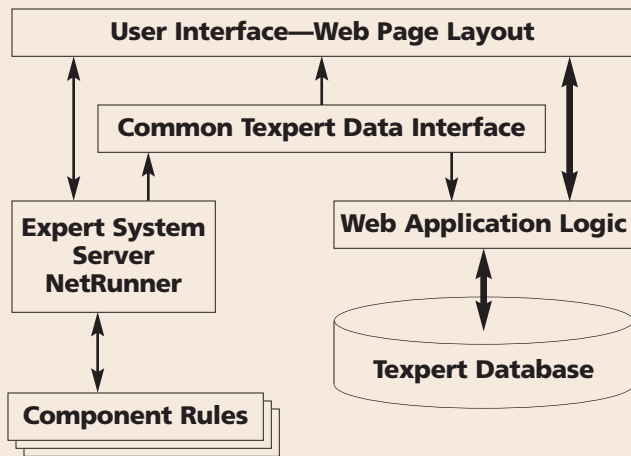 User Interface—Web Page Layout
Common Texpert Data Interface
Expert System
Server
NetRunner
Web Application Logic
Texpert Database
Component Rules